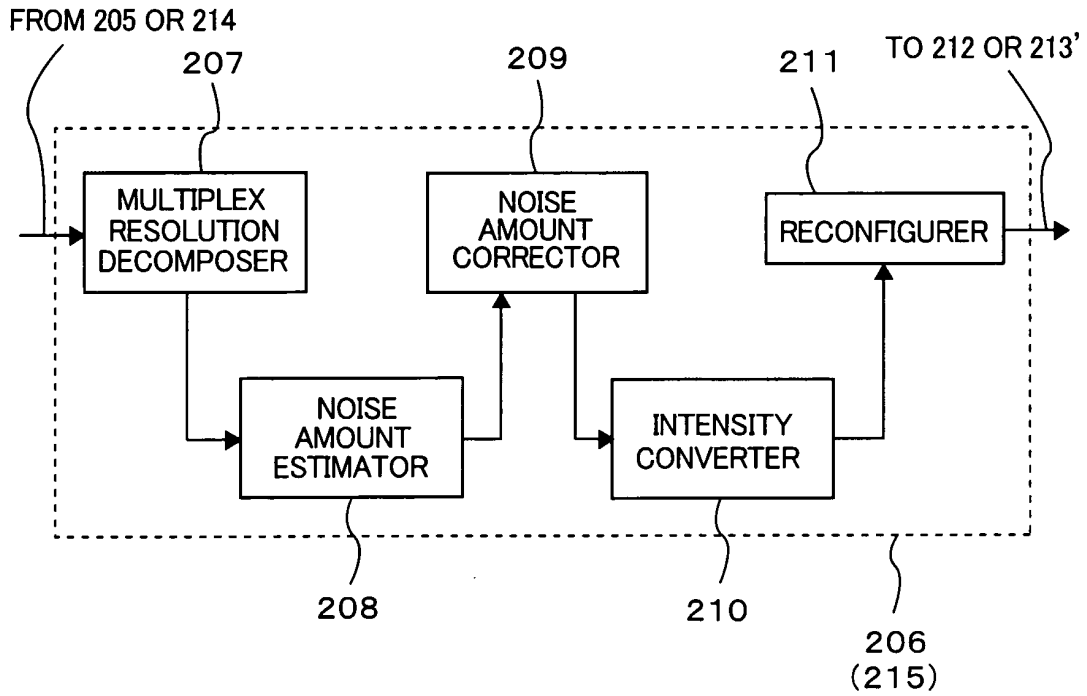 FROM 205 OR 214
TO 212 OR 213'
207
209
211
MULTIPLEX
RESOLUTION
DECOMPOSER
NOISE
AMOUNT
CORRECTOR
RECONFIGURER
NOISE
AMOUNT
ESTIMATOR
INTENSITY
CONVERTER
208
210
206
(215)